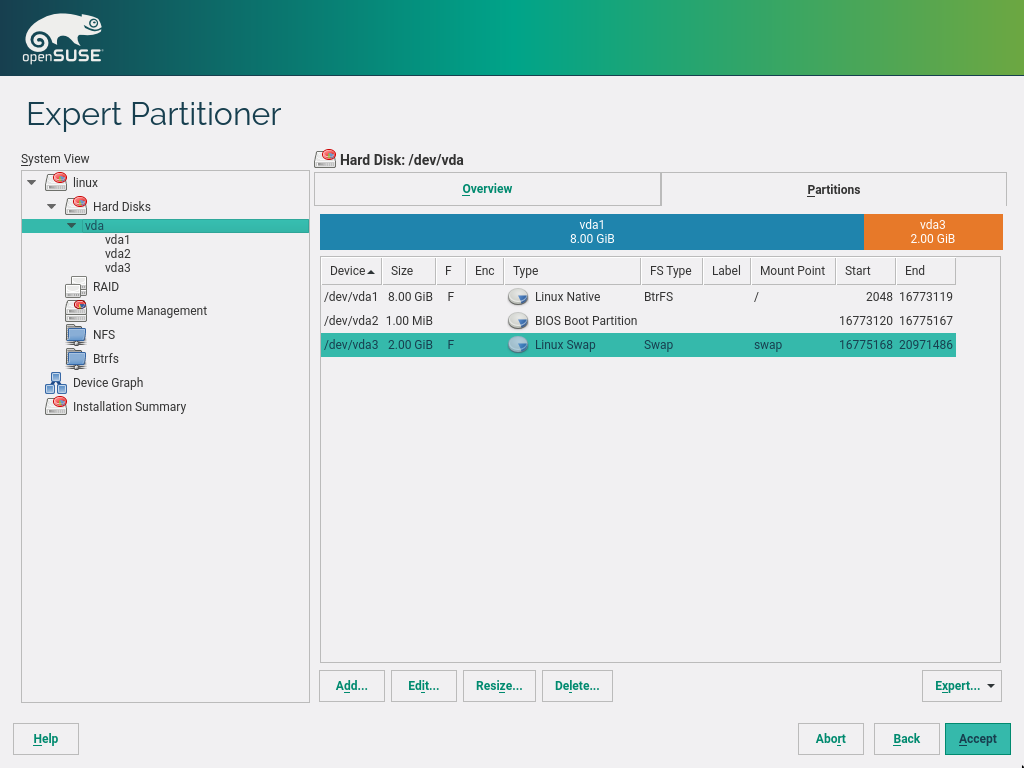 openSUSE
Expert Partitioner
System View
linux
Hard Disks
vda
vda1
vda2
vda3
RAID
Volume Management
NFS
Btrfs
Device Graph
Installation Summary
Hard Disk: /dev/vda
Overview Partitions
vda1 vda3
8.00 GiB 2.00 GiB
Device Size F Enc Type FS Type Label Mount Point Start End
/dev/vda1 8.00 GiB F Linux Native BtrFS / 2048 16773119
/dev/vda2 1.00 MiB BIOS Boot Partition 16773120 16775167
/dev/vda3 2.00 GiB F Linux Swap Swap swap 16775168 20971486
Add... Edit... Resize... Delete... Expert...
Help Abort Back Accept